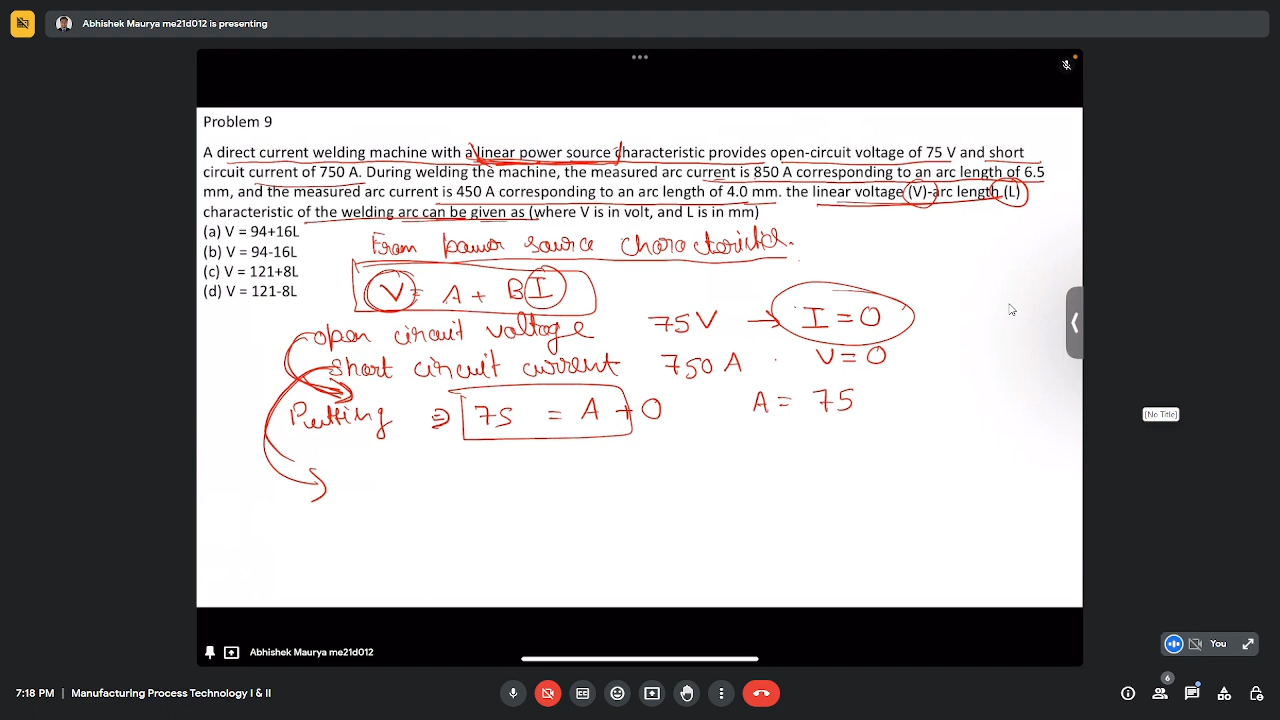 Abhishek Maurya me21d012 is presenting
Problem 9
A direct current welding machine with a linear power source characteristic provides open-circuit voltage of 75 V and short
circuit current of 750 A. During welding the machine, the measured arc current is 850 A corresponding to an arc length of 6.5
mm, and the measured arc current is 450 A corresponding to an arc length of 4.0 mm. the linear voltage (V)-arc length (L)
characteristic of the welding arc can be given as (where V is in volt, and L is in mm)
(a) V = 94+16L
(b) V = 94-16L
(c) V = 121+8L
(d) V = 121-8L
From power source characteristic.
V = A + BI
open circuit voltage 75V → I = 0
short circuit current 750 A . V = 0
Putting ⇒ 75 = A + 0 A = 75
[No Title]
You
Abhishek Maurya me21d012
6
7:18 PM | Manufacturing Process Technology I & II